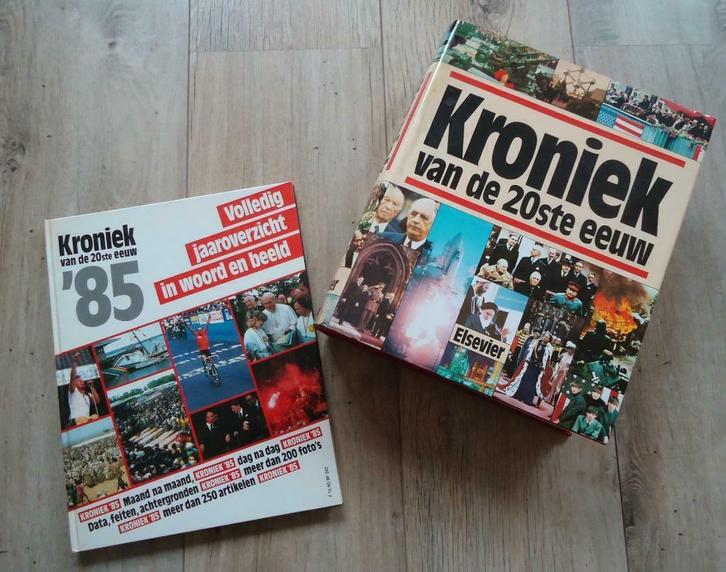 Kroniek
van de 20ste eeuw
'85
Volledig
jaaroverzicht
in woord en beeld
KRONIEK '85 Maand na maand, KRONIEK '85 dag na dag KRONIEK '85
Data, feiten, achtergronden KRONIEK '85 meer dan 200 foto's
KRONIEK '85 meer dan 250 artikelen KRONIEK '85
Kroniek
van de 20ste eeuw
Elsevier